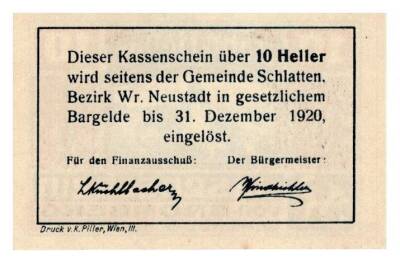 Dieser Kassenschein über 10 Heller
wird seitens der Gemeinde Schlatten,
Bezirk Wr. Neustadt in gesetzlichem
Bargelde bis 31. Dezember 1920,
eingelöst.
Für den Finanzausschuß: Der Bürgermeister:
Druck v. K. Piller, Wien, III.